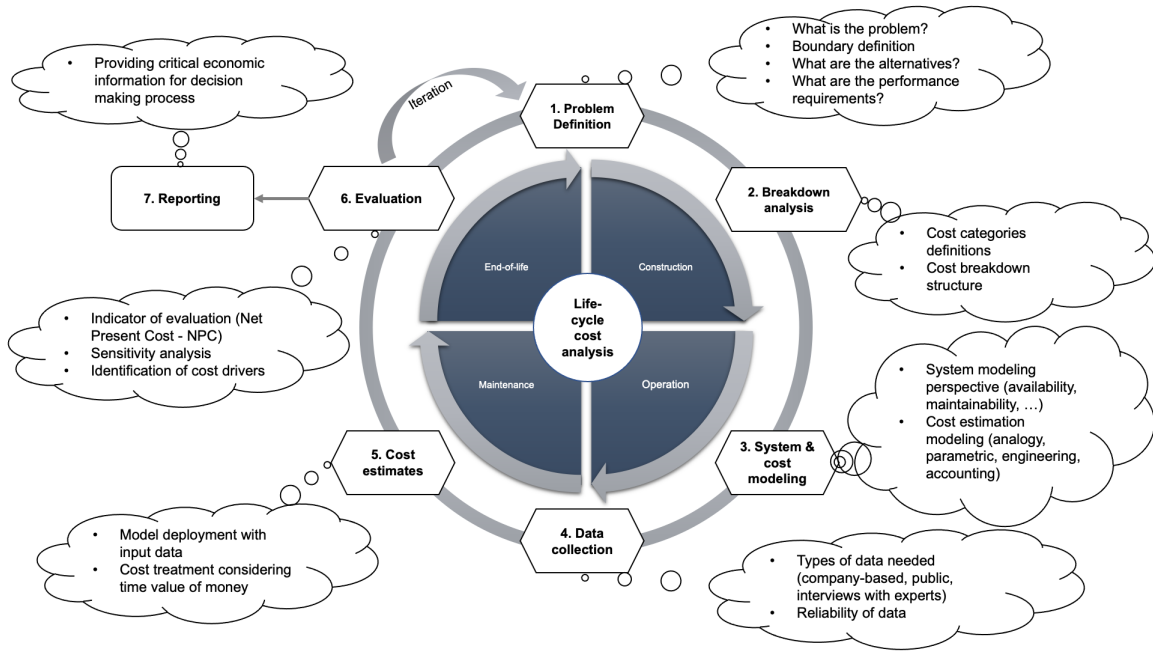 • What is the problem?
• Boundary definition
• What are the alternatives?
• What are the performance
requirements?
• Providing critical economic
information for decision
making process
Iteration
1. Problem
Definition
7. Reporting
6. Evaluation
2. Breakdown
analysis
• Cost categories
definitions
• Cost breakdown
structure
End-of-life
Construction
Life-
cycle
cost
analysis
Maintenance
Operation
• Indicator of evaluation (Net
Present Cost - NPC)
• Sensitivity analysis
• Identification of cost drivers
• System modeling
perspective (availability,
maintainability, …)
• Cost estimation
modeling (analogy,
parametric, engineering,
accounting)
5. Cost
estimates
3. System &
cost
modeling
4. Data
collection
• Model deployment with
input data
• Cost treatment considering
time value of money
• Types of data needed
(company-based, public,
interviews with experts)
• Reliability of data